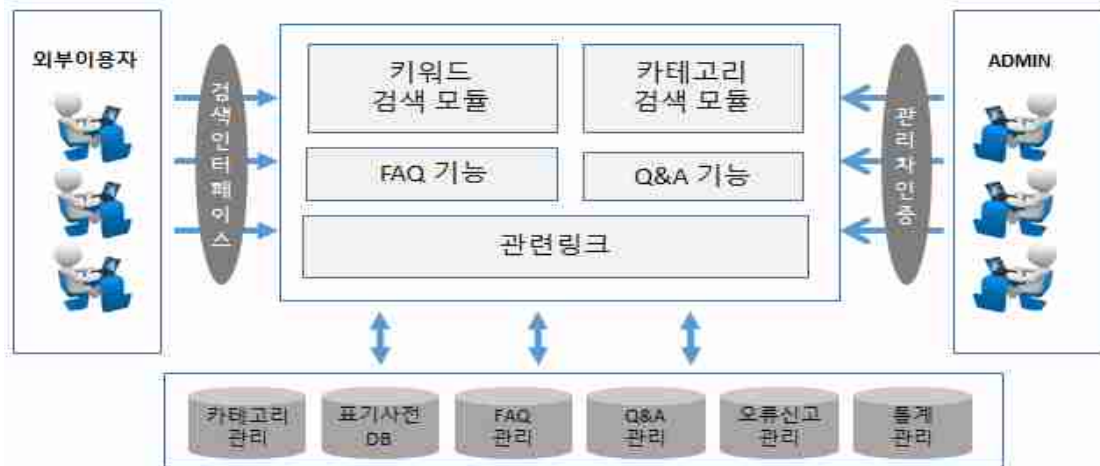 외부이용자
검색인터페이스
키워드
검색 모듈
카테고리
검색 모듈
FAQ 기능
Q&A 기능
관련링크
관리자인증
ADMIN
카테고리
관리
표기사전
DB
FAQ
관리
Q&A
관리
오류신고
관리
통계
관리